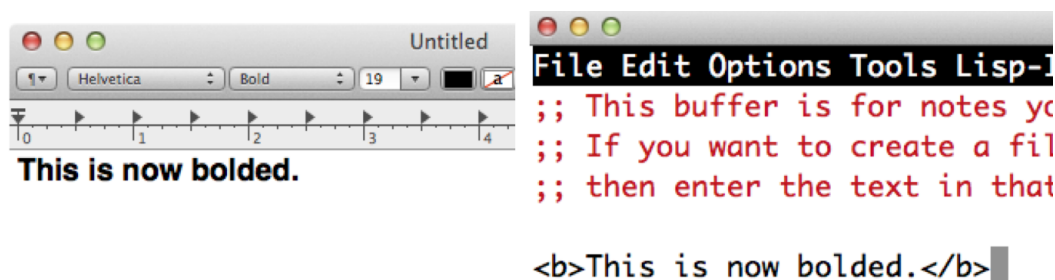 Untitled
Helvetica Bold 19 a
0 1 2 3 4
This is now bolded.
File Edit Options Tools Lisp-
;; This buffer is for notes yo
;; If you want to create a fil
;; then enter the text in that
<b>This is now bolded.</b>